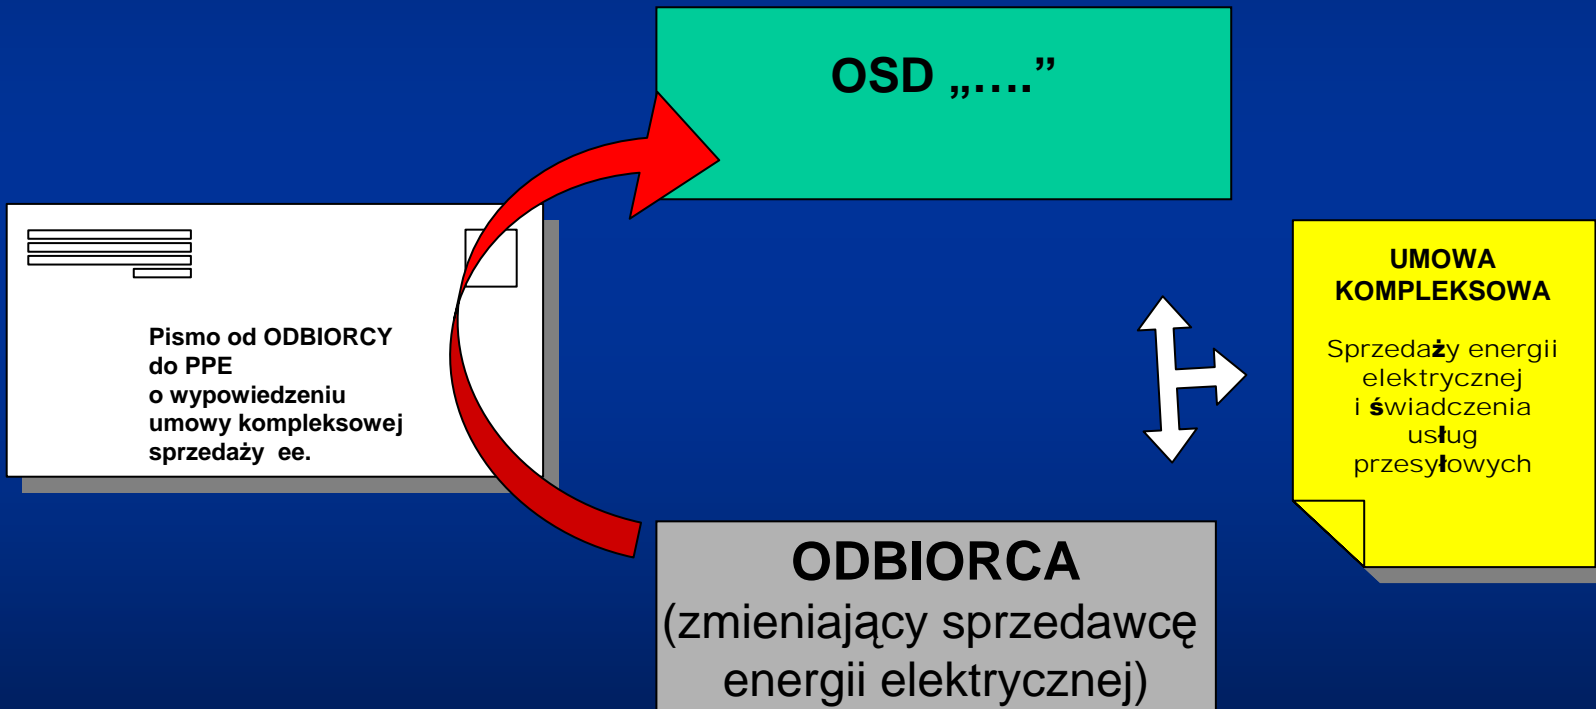 OSD „….”
Pismo od ODBIORCY
do PPE
o wypowiedzeniu
umowy kompleksowej
sprzedaży ee.
UMOWA
KOMPLEKSOWA
Sprzedaży energii
elektrycznej
i świadczenia
usług
przesyłowych
ODBIORCA
(zmieniający sprzedawcę
energii elektrycznej)